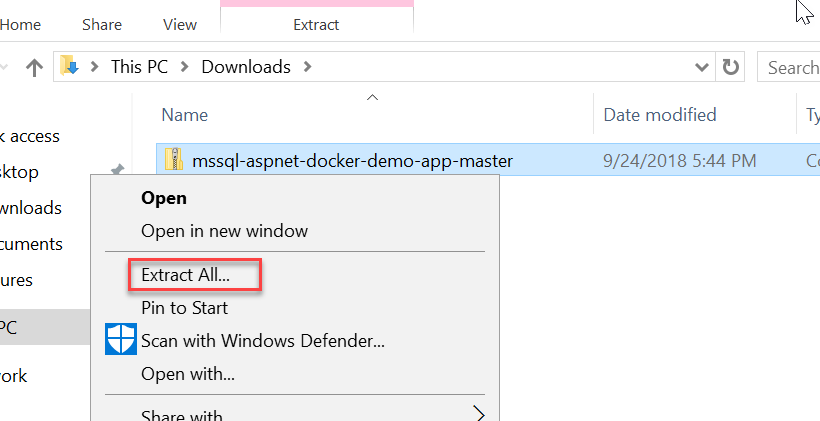 Home Share View Extract
This PC Downloads Search
Name Date modified
k access
sktop mssql-aspnet-docker-demo-app-master 9/24/2018 5:44 PM
wnloads
cuments
ures
PC
ork
Open
Open in new window
Extract All...
Pin to Start
Scan with Windows Defender...
Open with...
Share with